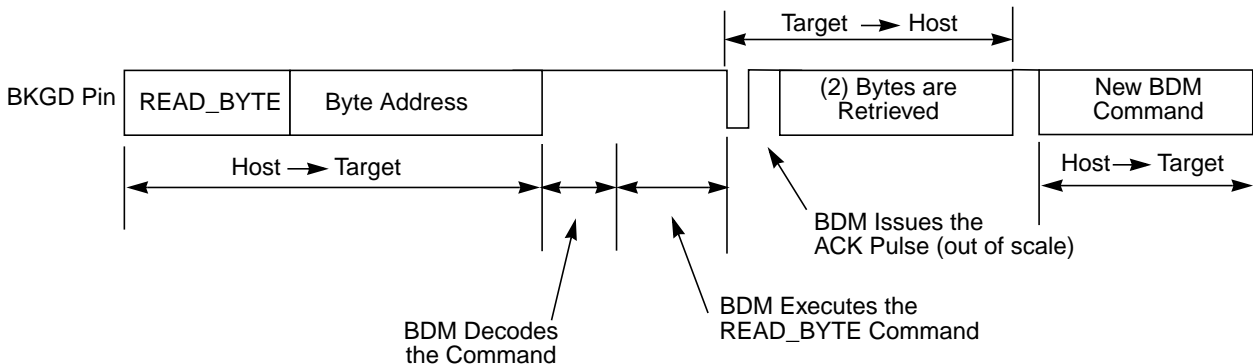 Target → Host
BKGD Pin
READ_BYTE
Byte Address
(2) Bytes are
Retrieved
New BDM
Command
Host → Target
Host → Target
BDM Issues the
ACK Pulse (out of scale)
BDM Decodes
the Command
BDM Executes the
READ_BYTE Command